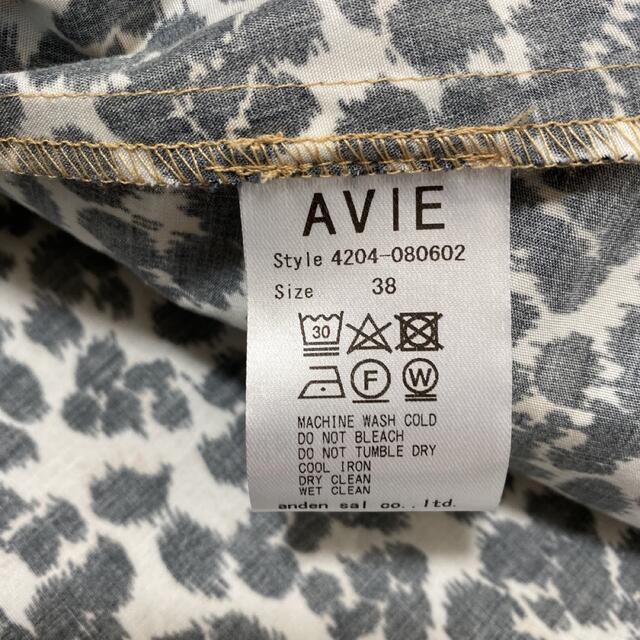 AVIE
Style 4204-080602
Size 38
30
F W
MACHINE WASH COLD
DO NOT BLEACH
DO NOT TUMBLE DRY
COOL IRON
DRY CLEAN
WET CLEAN
anden sal co., ltd.